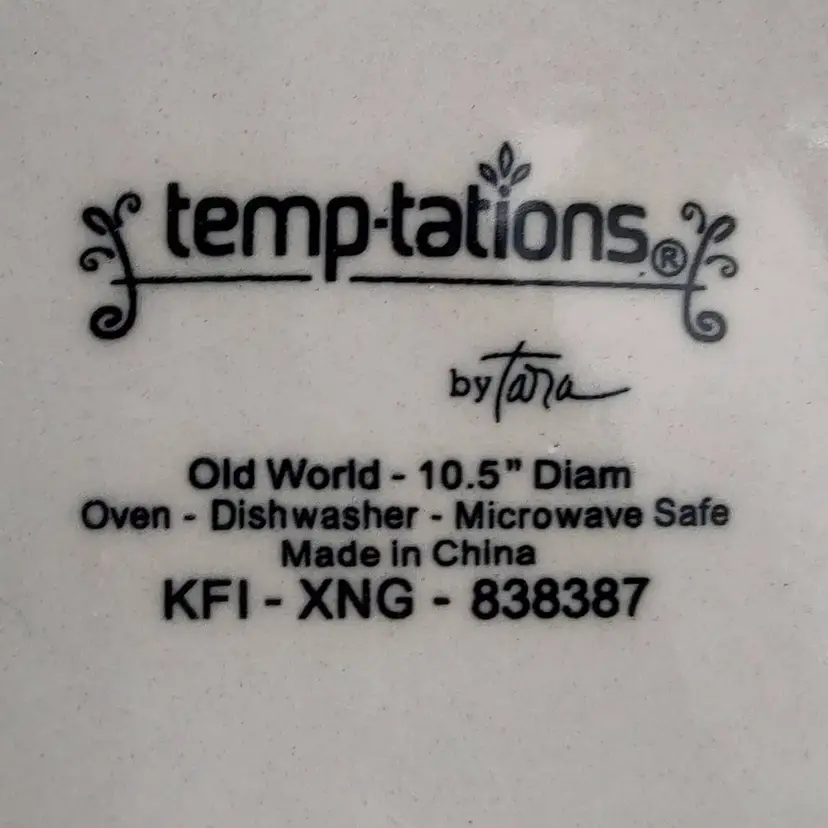 temp-tations®
by Tara
Old World - 10.5" Diam
Oven - Dishwasher - Microwave Safe
Made in China
KFI - XNG - 838387